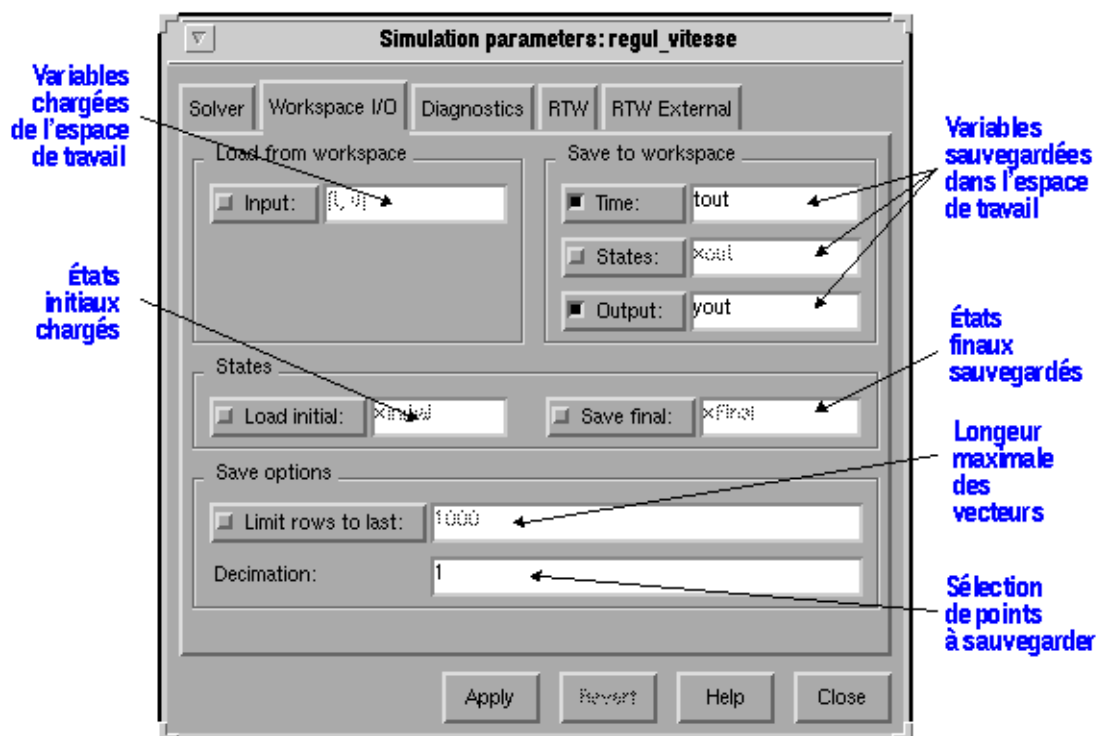 Simulation parameters: regul_vitesse
Variables
chargées
de l'espace
de travail
Solver
Workspace I/O
Diagnostics
RTW
RTW External
Load from workspace
Input:
[t, u]
Save to workspace
Time:
tout
States:
xout
Output:
yout
Variables
sauvegardées
dans l'espace
de travail
États
initiaux
chargés
States
Load initial:
xInitial
Save final:
xFinal
États
finaux
sauvegardés
Save options
Limit rows to last:
1000
Decimation:
1
Longeur
maximale
des
vecteurs
Sélection
de points
à sauvegarder
Apply
Revert
Help
Close